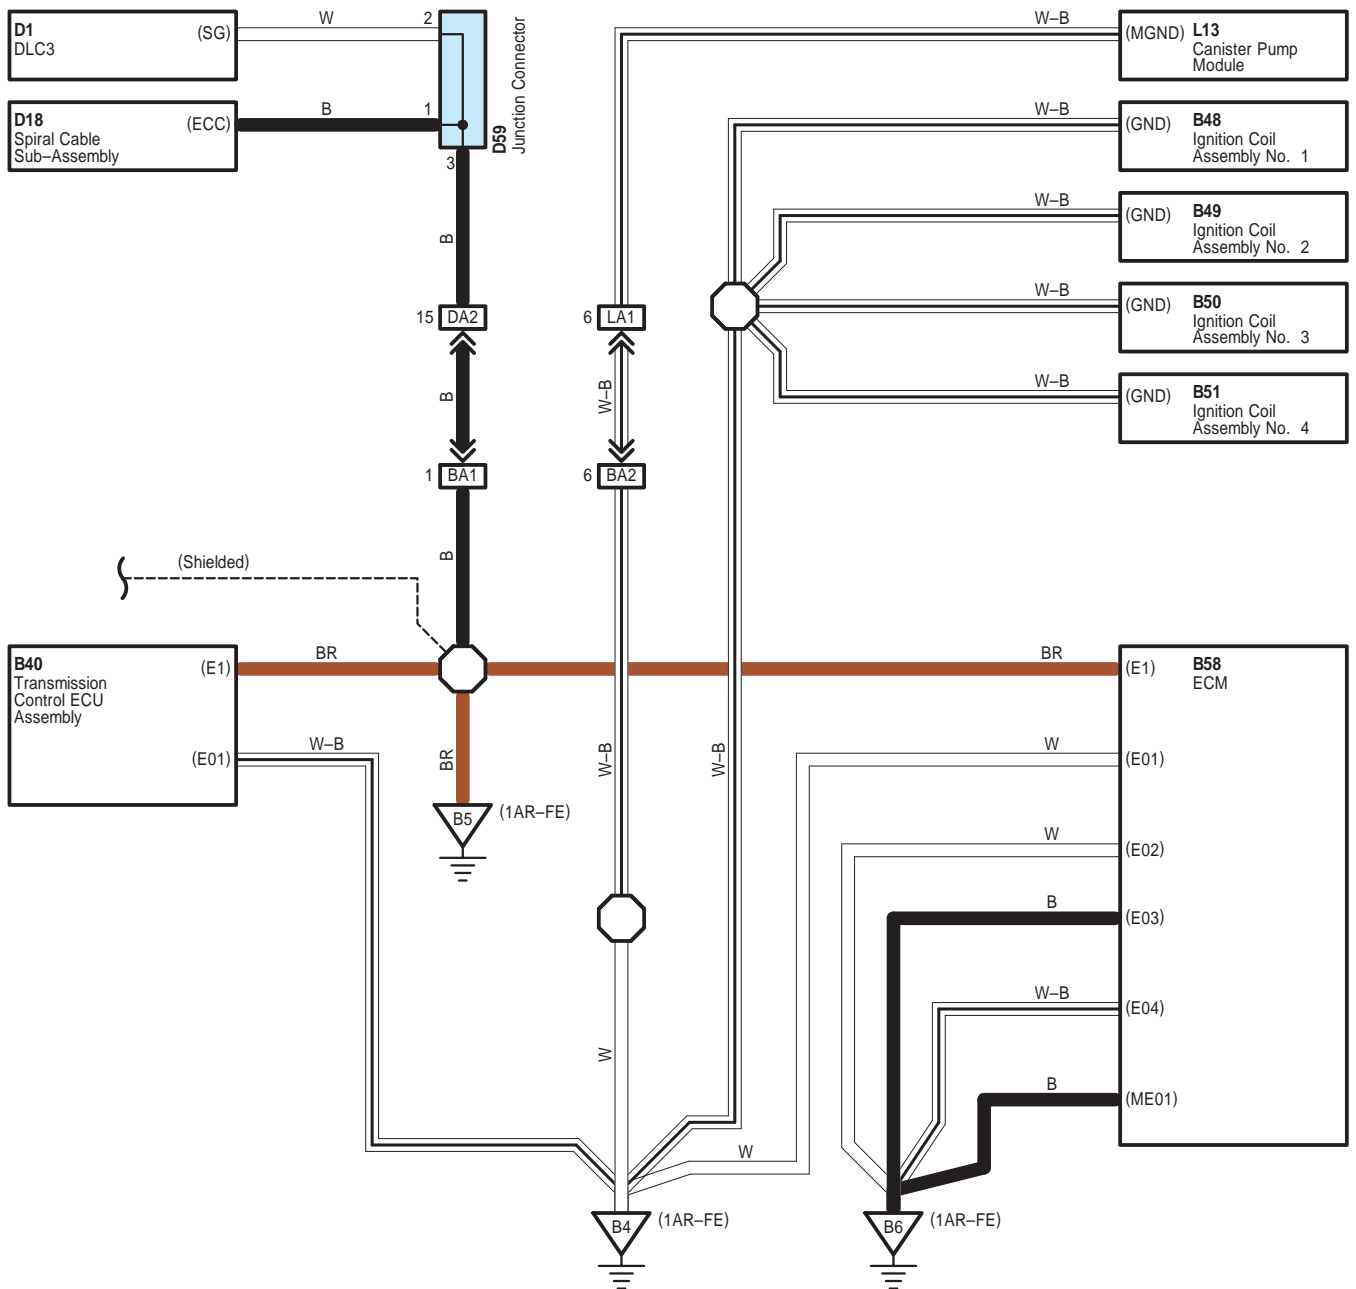 D1
DLC3
(SG)
W
2
D18
Spiral Cable
Sub–Assembly
(ECC)
B
1
3
D59
Junction Connector
W–B
(MGND)
L13
Canister Pump
Module
W–B
(GND)
B48
Ignition Coil
Assembly No. 1
W–B
(GND)
B49
Ignition Coil
Assembly No. 2
W–B
(GND)
B50
Ignition Coil
Assembly No. 3
W–B
(GND)
B51
Ignition Coil
Assembly No. 4
B
15
DA2
6
LA1
B
W–B
1
BA1
6
BA2
B
(Shielded)
B40
Transmission
Control ECU
Assembly
(E1)
BR
BR
(E1)
B58
ECM
(E01)
W–B
BR
W–B
W–B
W
(E01)
B5
(1AR–FE)
W
(E02)
B
(E03)
W–B
(E04)
W
B
(ME01)
W
B4
(1AR–FE)
B6
(1AR–FE)